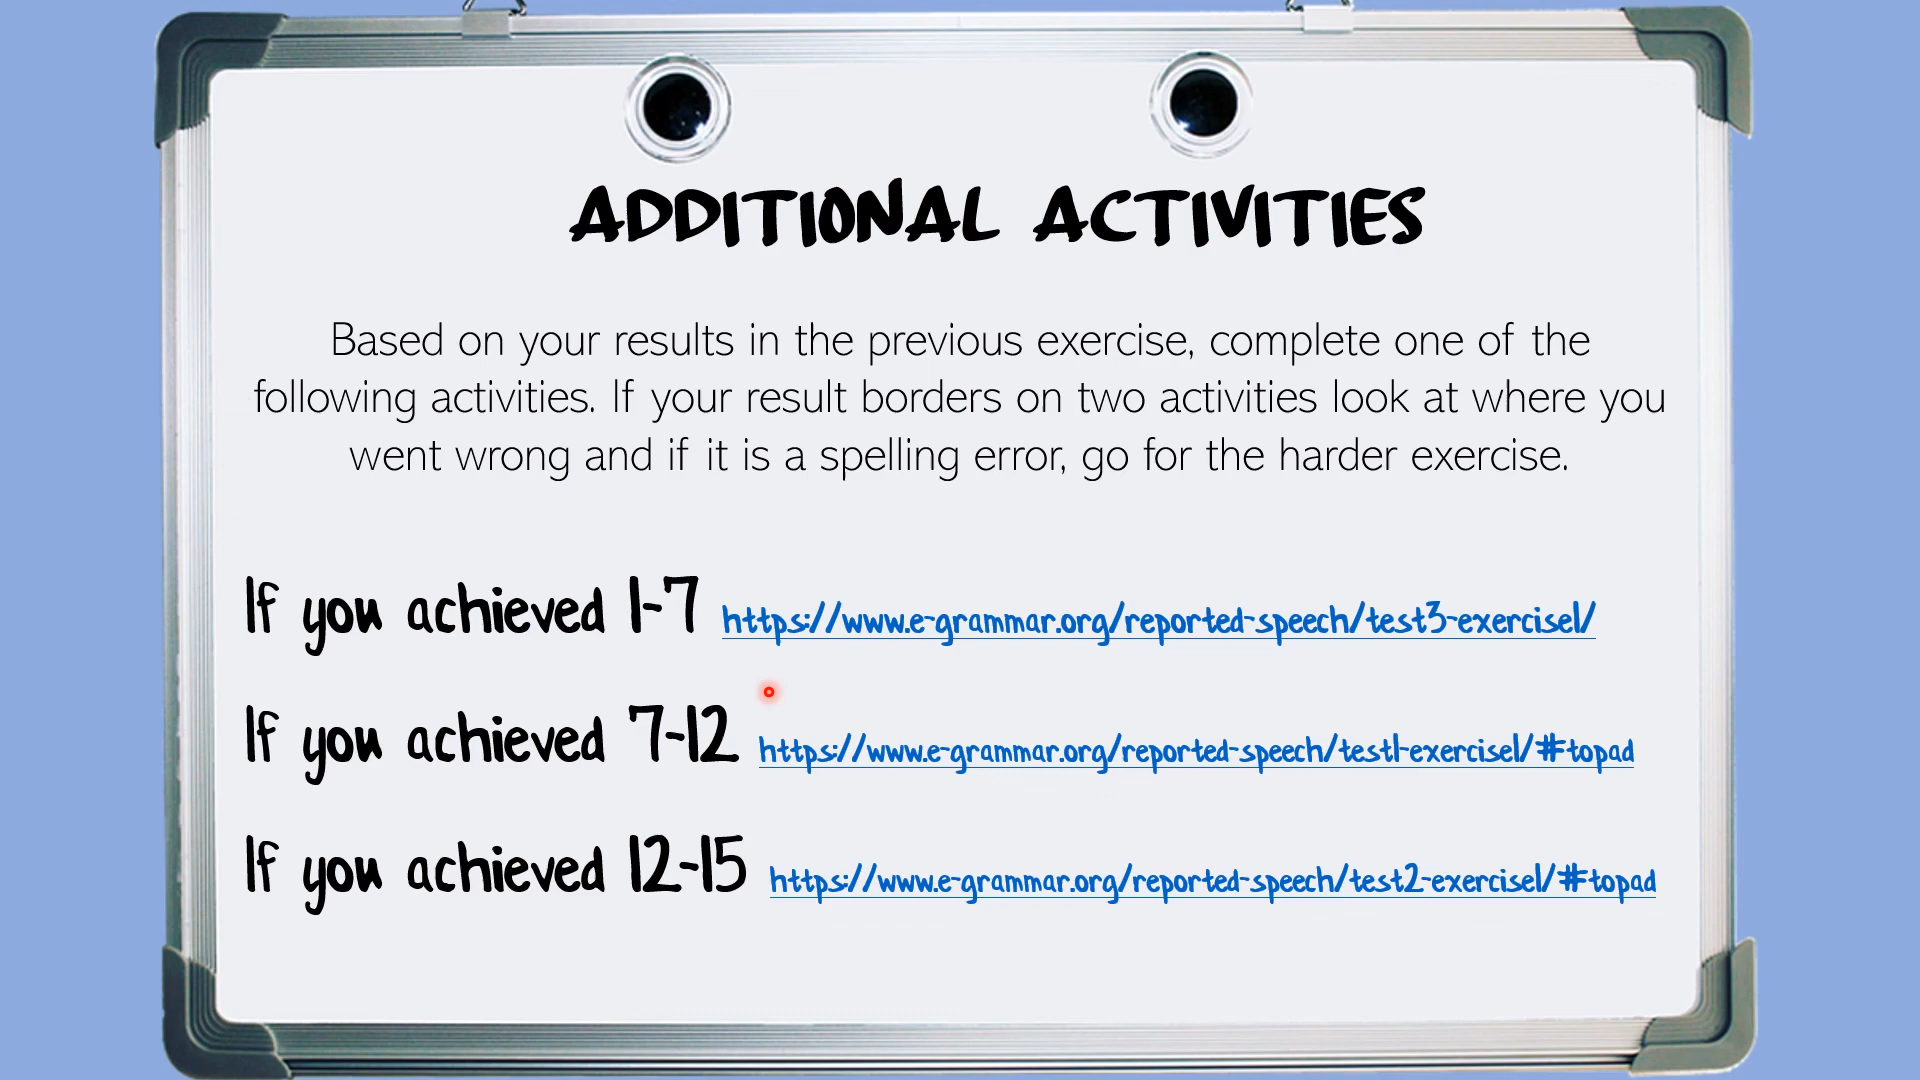 ADDITIONAL ACTIVITIES
Based on your results in the previous exercise, complete one of the
following activities. If your result borders on two activities look at where you
went wrong and if it is a spelling error, go for the harder exercise.
If you achieved 1-7 https://www.e-grammar.org/reported-speech/test3-exercise1/
If you achieved 7-12 https://www.e-grammar.org/reported-speech/test1-exercise1/#topad
If you achieved 12-15 https://www.e-grammar.org/reported-speech/test2-exercise1/#topad